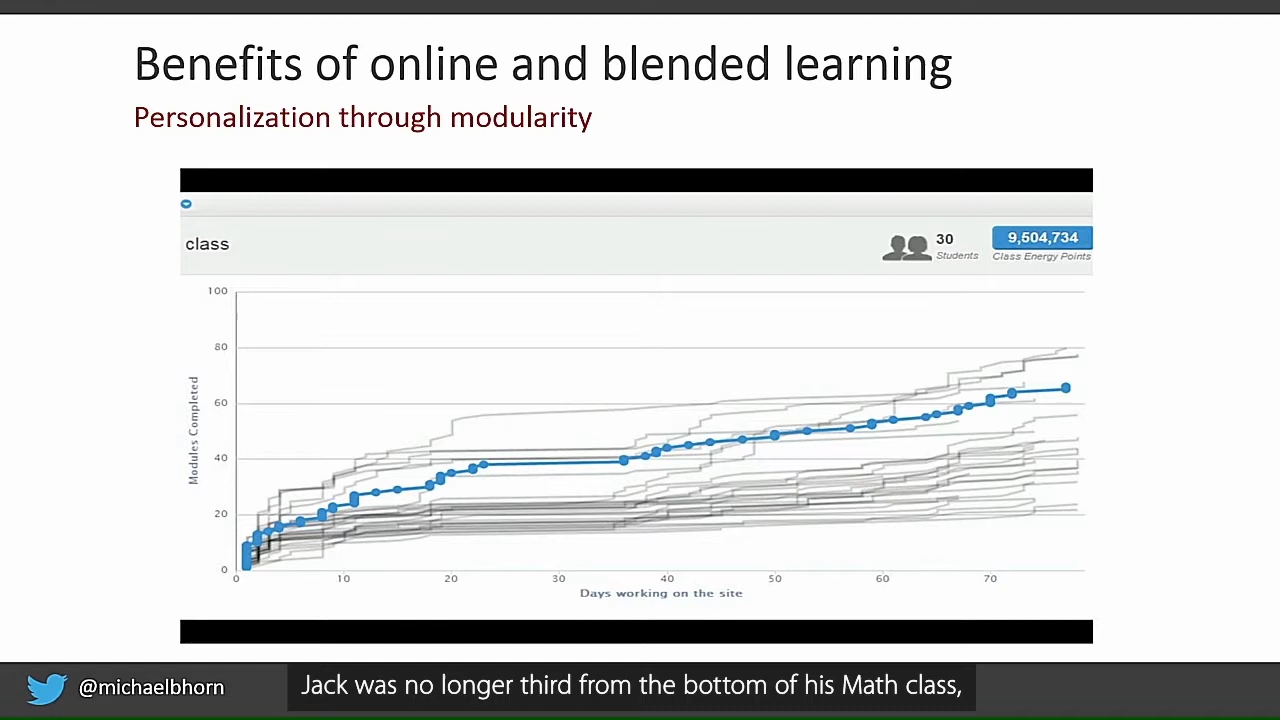 Benefits of online and blended learning
Personalization through modularity
class
30
Students
9,504,734
Class Energy Points
100
80
60
40
20
0
Modules Completed
0 10 20 30 40 50 60 70
Days working on the site
@michaelbhorn
Jack was no longer third from the bottom of his Math class,